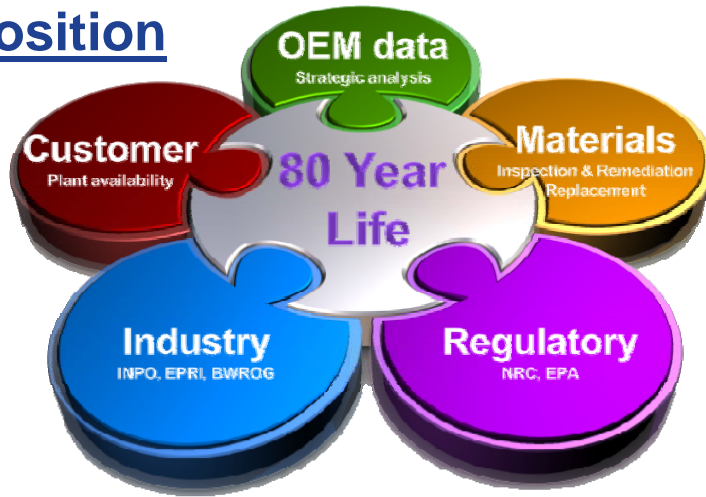 osition
OEM data
Strategic analysis
Customer
Plant availability
Materials
Inspection & Remediation
Replacement
80 Year
Life
Industry
INPO, EPRI, BWROG
Regulatory
NRC, EPA